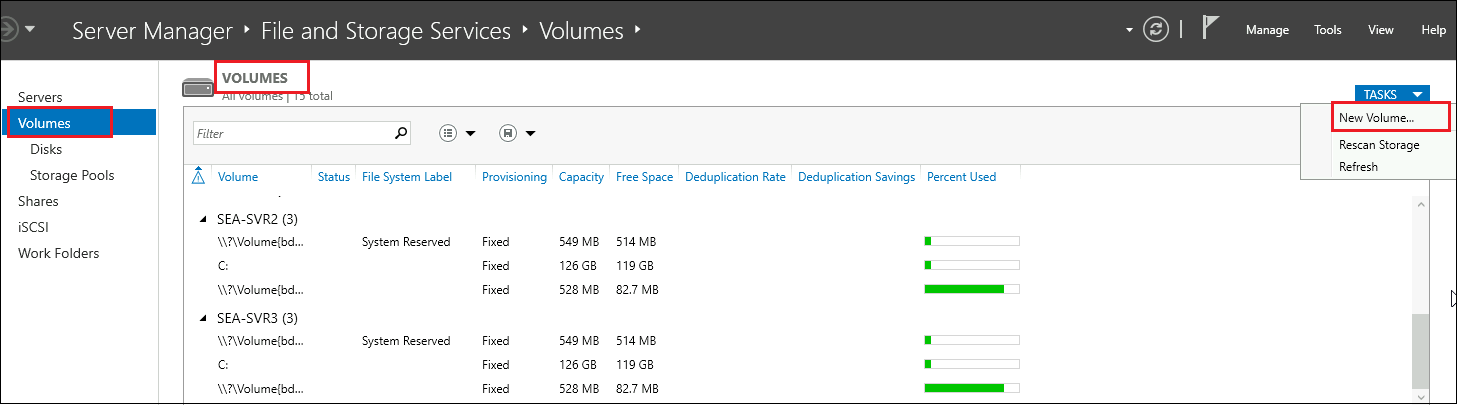 Server Manager ‣ File and Storage Services ‣ Volumes ‣
Manage Tools View Help
Servers
Volumes
Disks
Storage Pools
Shares
iSCSI
Work Folders
VOLUMES
All volumes | 15 total
TASKS
New Volume...
Rescan Storage
Refresh
Filter
Volume Status File System Label Provisioning Capacity Free Space Deduplication Rate Deduplication Savings Percent Used
SEA-SVR2 (3)
\\?\Volume{bd... System Reserved Fixed 549 MB 514 MB
C: Fixed 126 GB 119 GB
\\?\Volume{bd... Fixed 528 MB 82.7 MB
SEA-SVR3 (3)
\\?\Volume{bd... System Reserved Fixed 549 MB 514 MB
C: Fixed 126 GB 119 GB
\\?\Volume{bd... Fixed 528 MB 82.7 MB